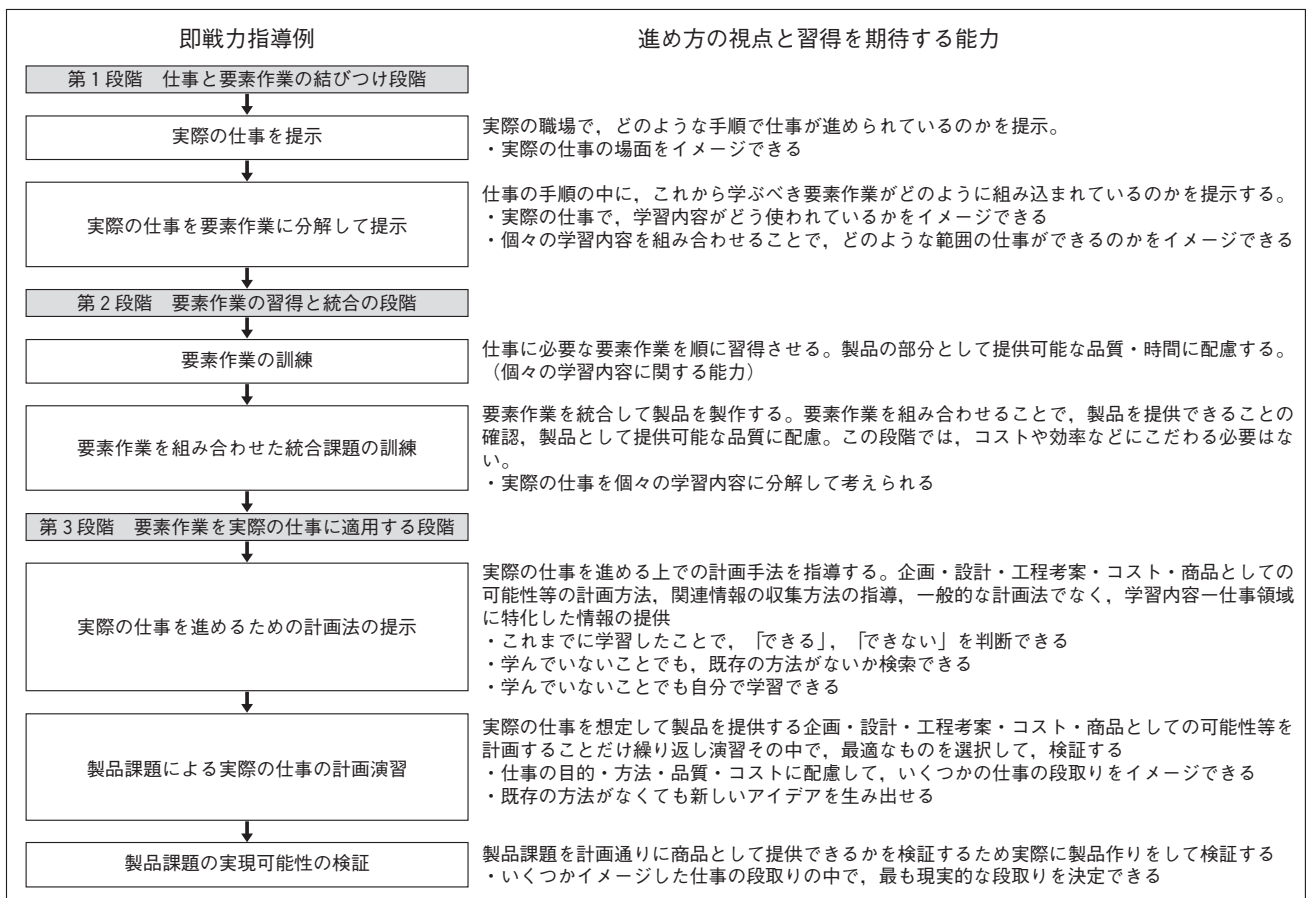 即戦力指導例
進め方の視点と習得を期待する能力
第1段階　仕事と要素作業の結びつけ段階
実際の仕事を提示
実際の職場で，どのような手順で仕事が進められているのかを提示。
・実際の仕事の場面をイメージできる
実際の仕事を要素作業に分解して提示
仕事の手順の中に，これから学ぶべき要素作業がどのように組み込まれているのかを提示する。
・実際の仕事で，学習内容がどう使われているかをイメージできる
・個々の学習内容を組み合わせることで，どのような範囲の仕事ができるのかをイメージできる
第2段階　要素作業の習得と統合の段階
要素作業の訓練
仕事に必要な要素作業を順に習得させる。製品の部分として提供可能な品質・時間に配慮する。
（個々の学習内容に関する能力）
要素作業を組み合わせた統合課題の訓練
要素作業を統合して製品を製作する。要素作業を組み合わせることで，製品を提供できることの
確認，製品として提供可能な品質に配慮。この段階では，コストや効率などにこだわる必要はな
い。
・実際の仕事を個々の学習内容に分解して考えられる
第3段階　要素作業を実際の仕事に適用する段階
実際の仕事を進めるための計画法の提示
実際の仕事を進める上での計画手法を指導する。企画・設計・工程考案・コスト・商品としての
可能性等の計画方法，関連情報の収集方法の指導，一般的な計画法でなく，学習内容―仕事領域
に特化した情報の提供
・これまでに学習したことで，「できる」，「できない」を判断できる
・学んでいないことでも，既存の方法がないか検索できる
・学んでいないことでも自分で学習できる
製品課題による実際の仕事の計画演習
実際の仕事を想定して製品を提供する企画・設計・工程考案・コスト・商品としての可能性等を
計画することだけ繰り返し演習その中で，最適なものを選択して，検証する
・仕事の目的・方法・品質・コストに配慮して，いくつかの仕事の段取りをイメージできる
・既存の方法がなくても新しいアイデアを生み出せる
製品課題の実現可能性の検証
製品課題を計画通りに商品として提供できるかを検証するため実際に製品作りをして検証する
・いくつかイメージした仕事の段取りの中で，最も現実的な段取りを決定できる